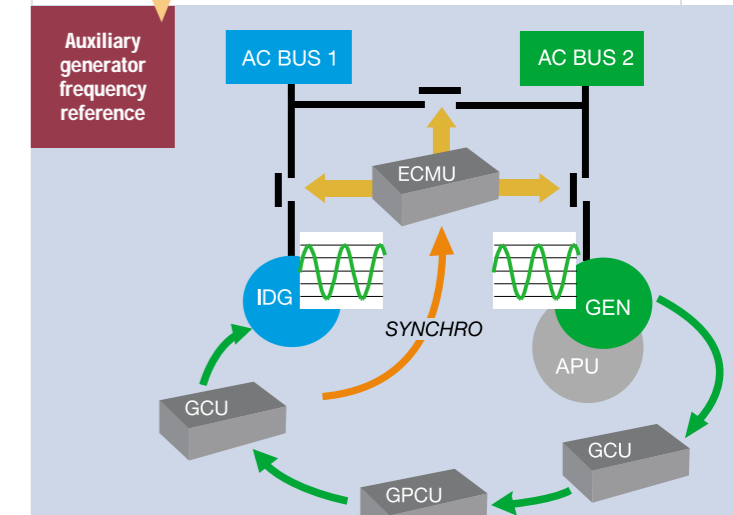 Auxiliary
generator
frequency
reference
AC BUS 1
AC BUS 2
ECMU
IDG
GEN
SYNCHRO
APU
GCU
GCU
GPCU